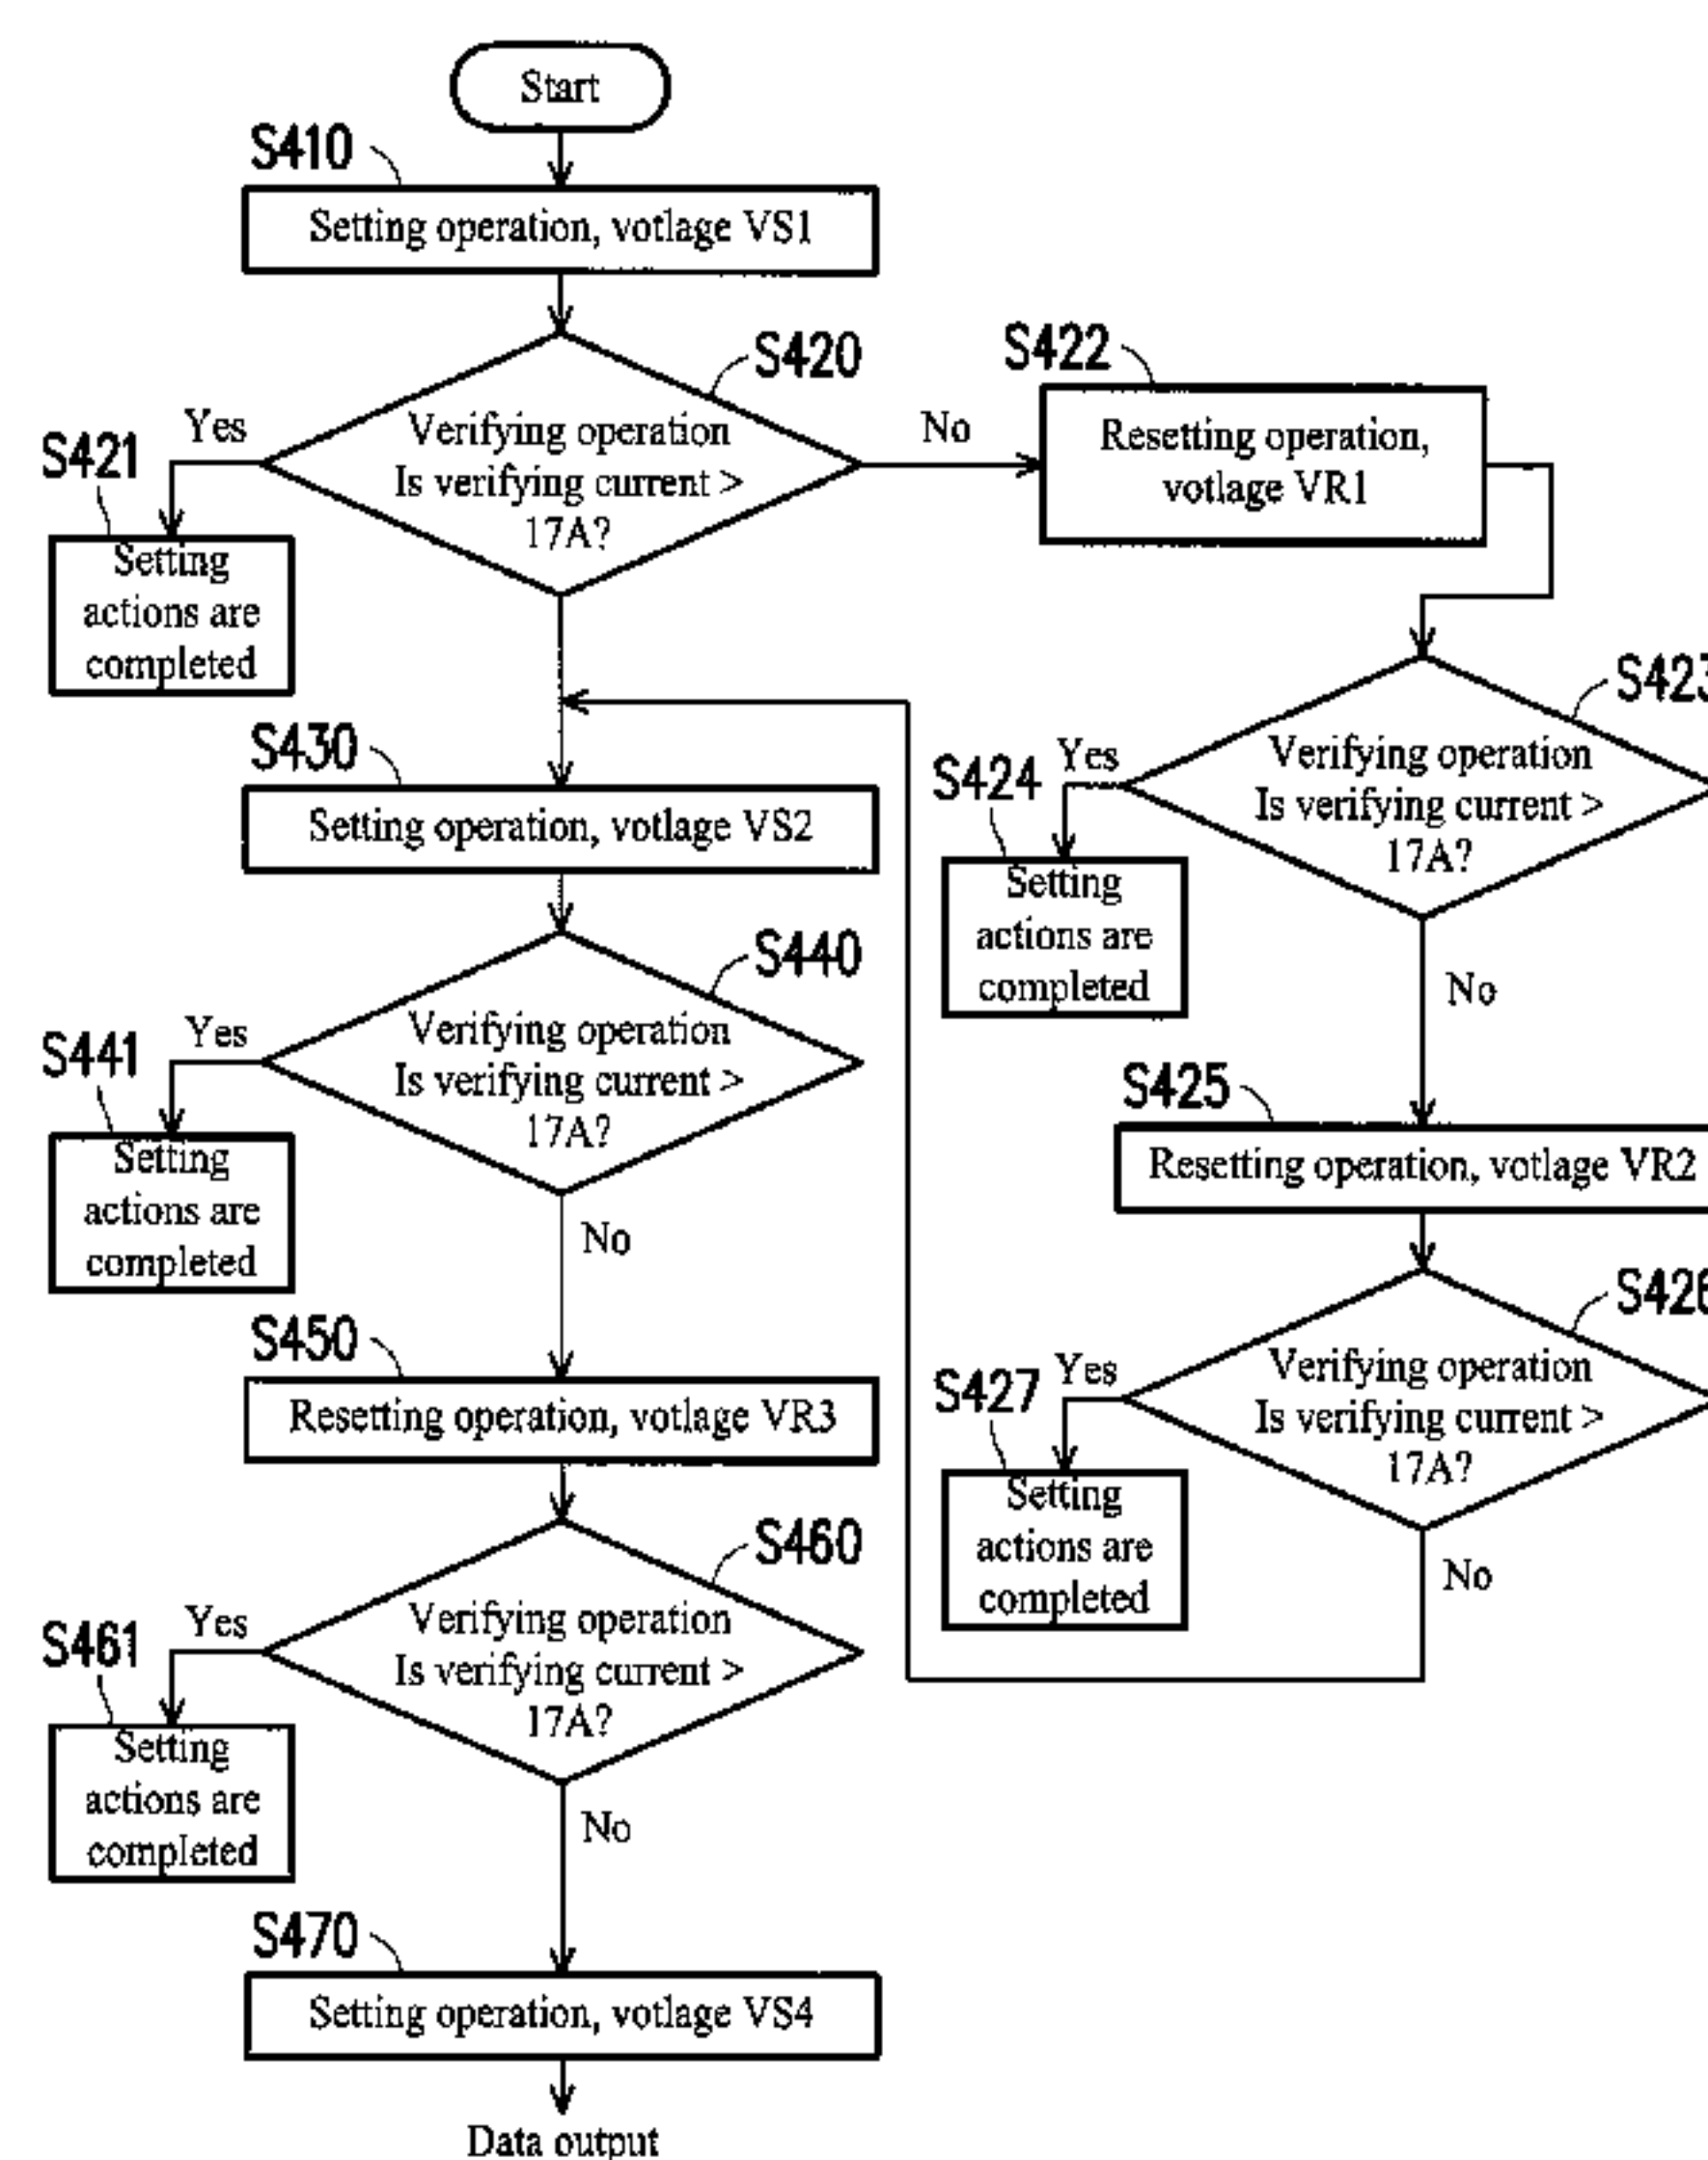 Start
S410
Setting operation, votlage VS1
S420
Verifying operation
Is verifying current >
17A?
Yes
No
S421
Setting
actions are
completed
S422
Resetting operation,
votlage VR1
S423
Verifying operation
Is verifying current >
17A?
Yes
No
S424
Setting
actions are
completed
S425
Resetting operation, votlage VR2
S426
Verifying operation
Is verifying current >
17A?
Yes
No
S427
Setting
actions are
completed
S430
Setting operation, votlage VS2
S440
Verifying operation
Is verifying current >
17A?
Yes
No
S441
Setting
actions are
completed
S450
Resetting operation, votlage VR3
S460
Verifying operation
Is verifying current >
17A?
Yes
No
S461
Setting
actions are
completed
S470
Setting operation, votlage VS4
Data output